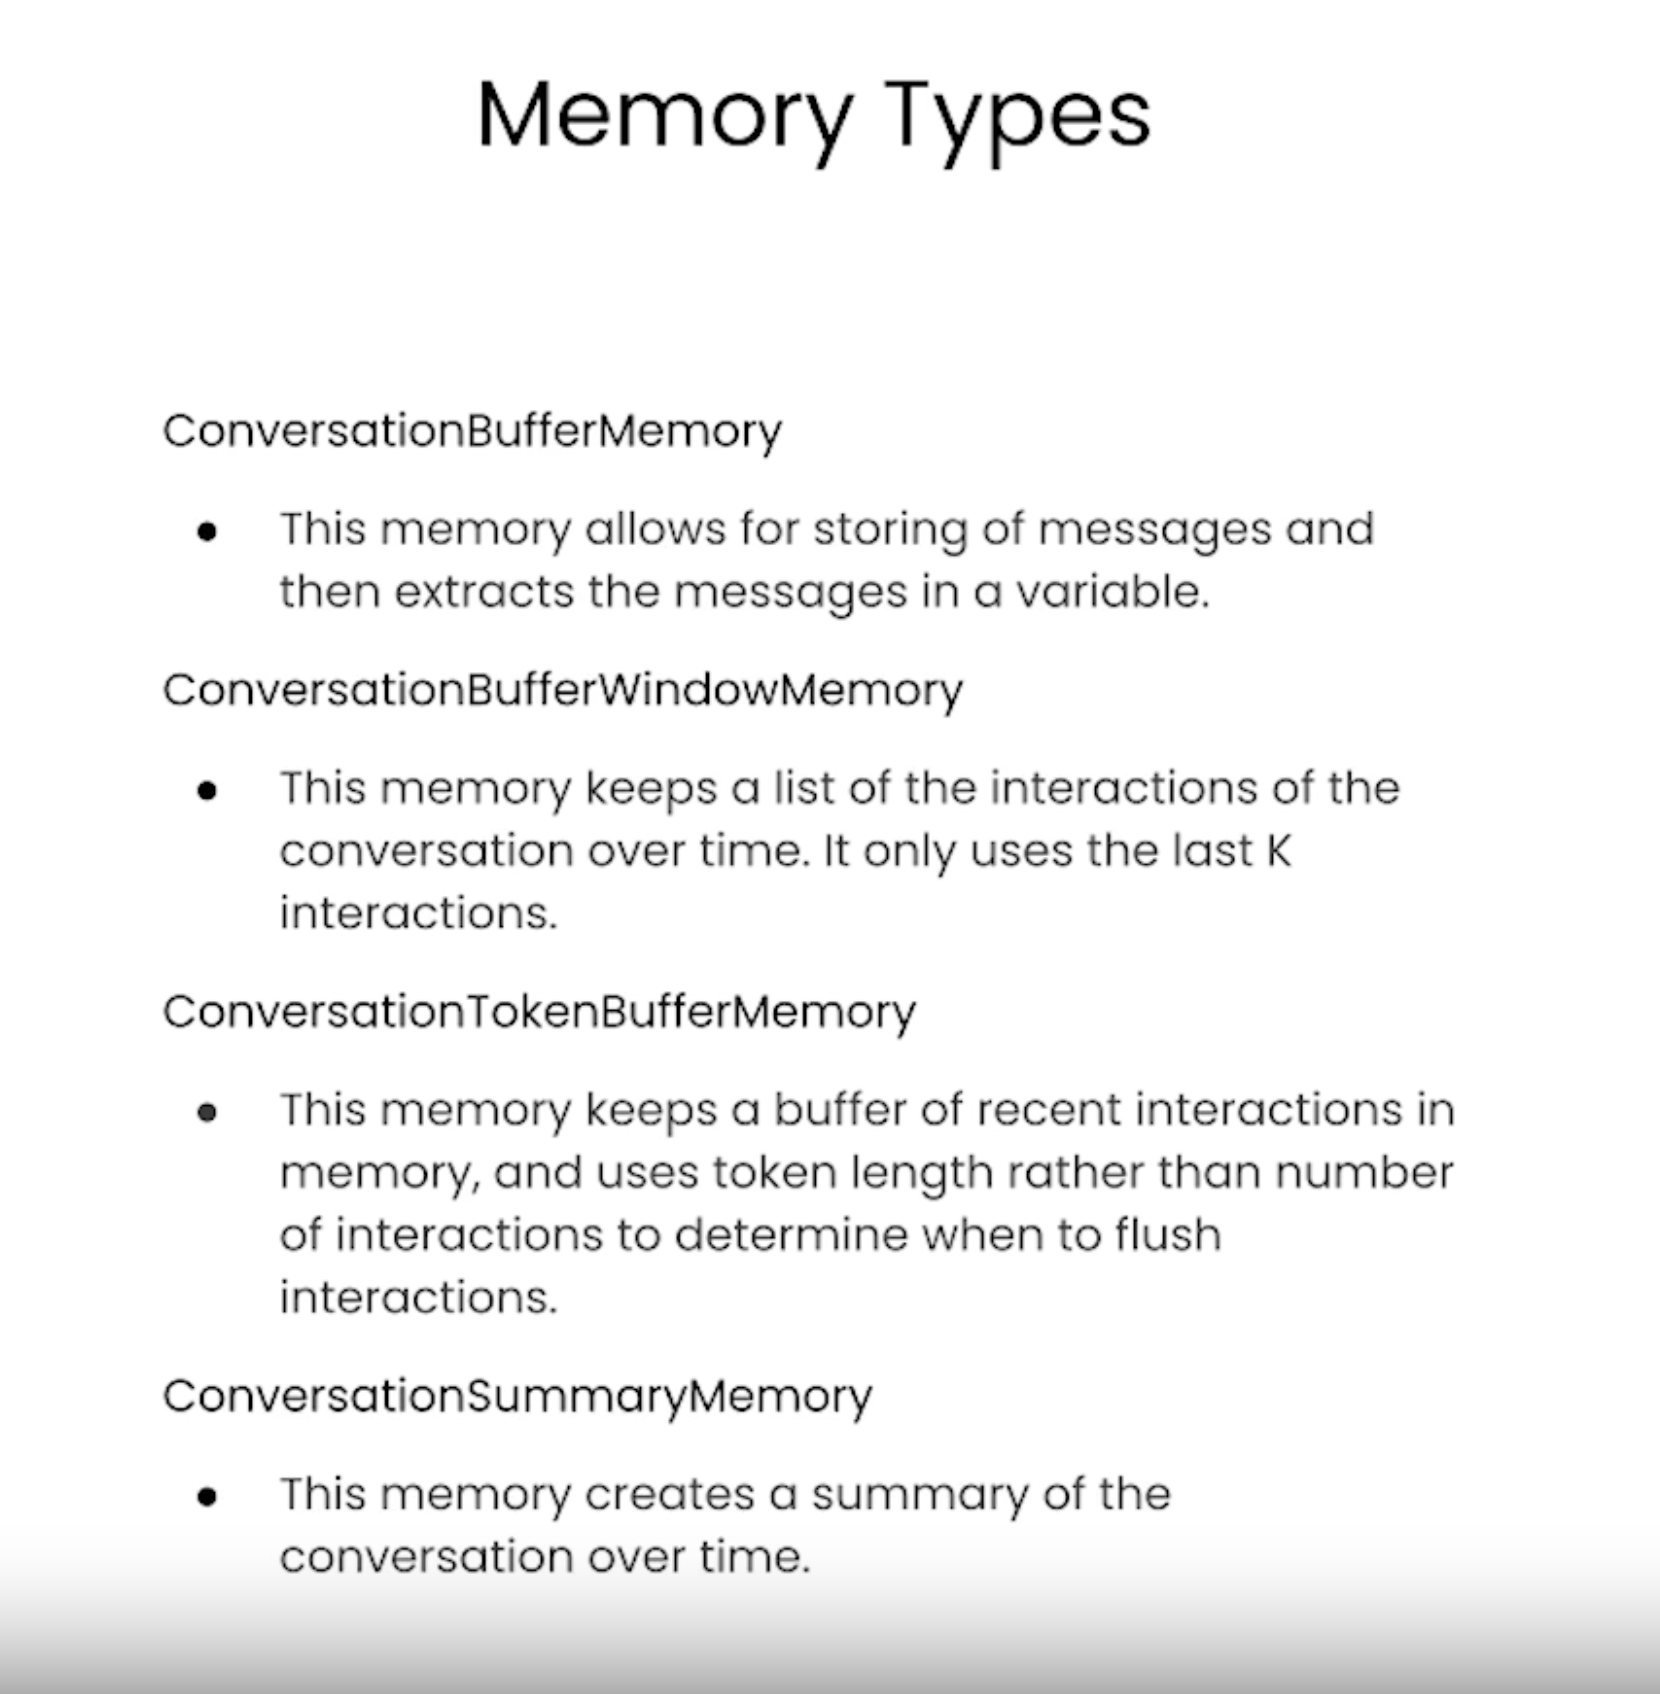 Memory Types
ConversationBufferMemory
• This memory allows for storing of messages and
then extracts the messages in a variable.
ConversationBufferWindowMemory
• This memory keeps a list of the interactions of the
conversation over time. It only uses the last K
interactions.
ConversationTokenBufferMemory
• This memory keeps a buffer of recent interactions in
memory, and uses token length rather than number
of interactions to determine when to flush
interactions.
ConversationSummaryMemory
• This memory creates a summary of the
conversation over time.